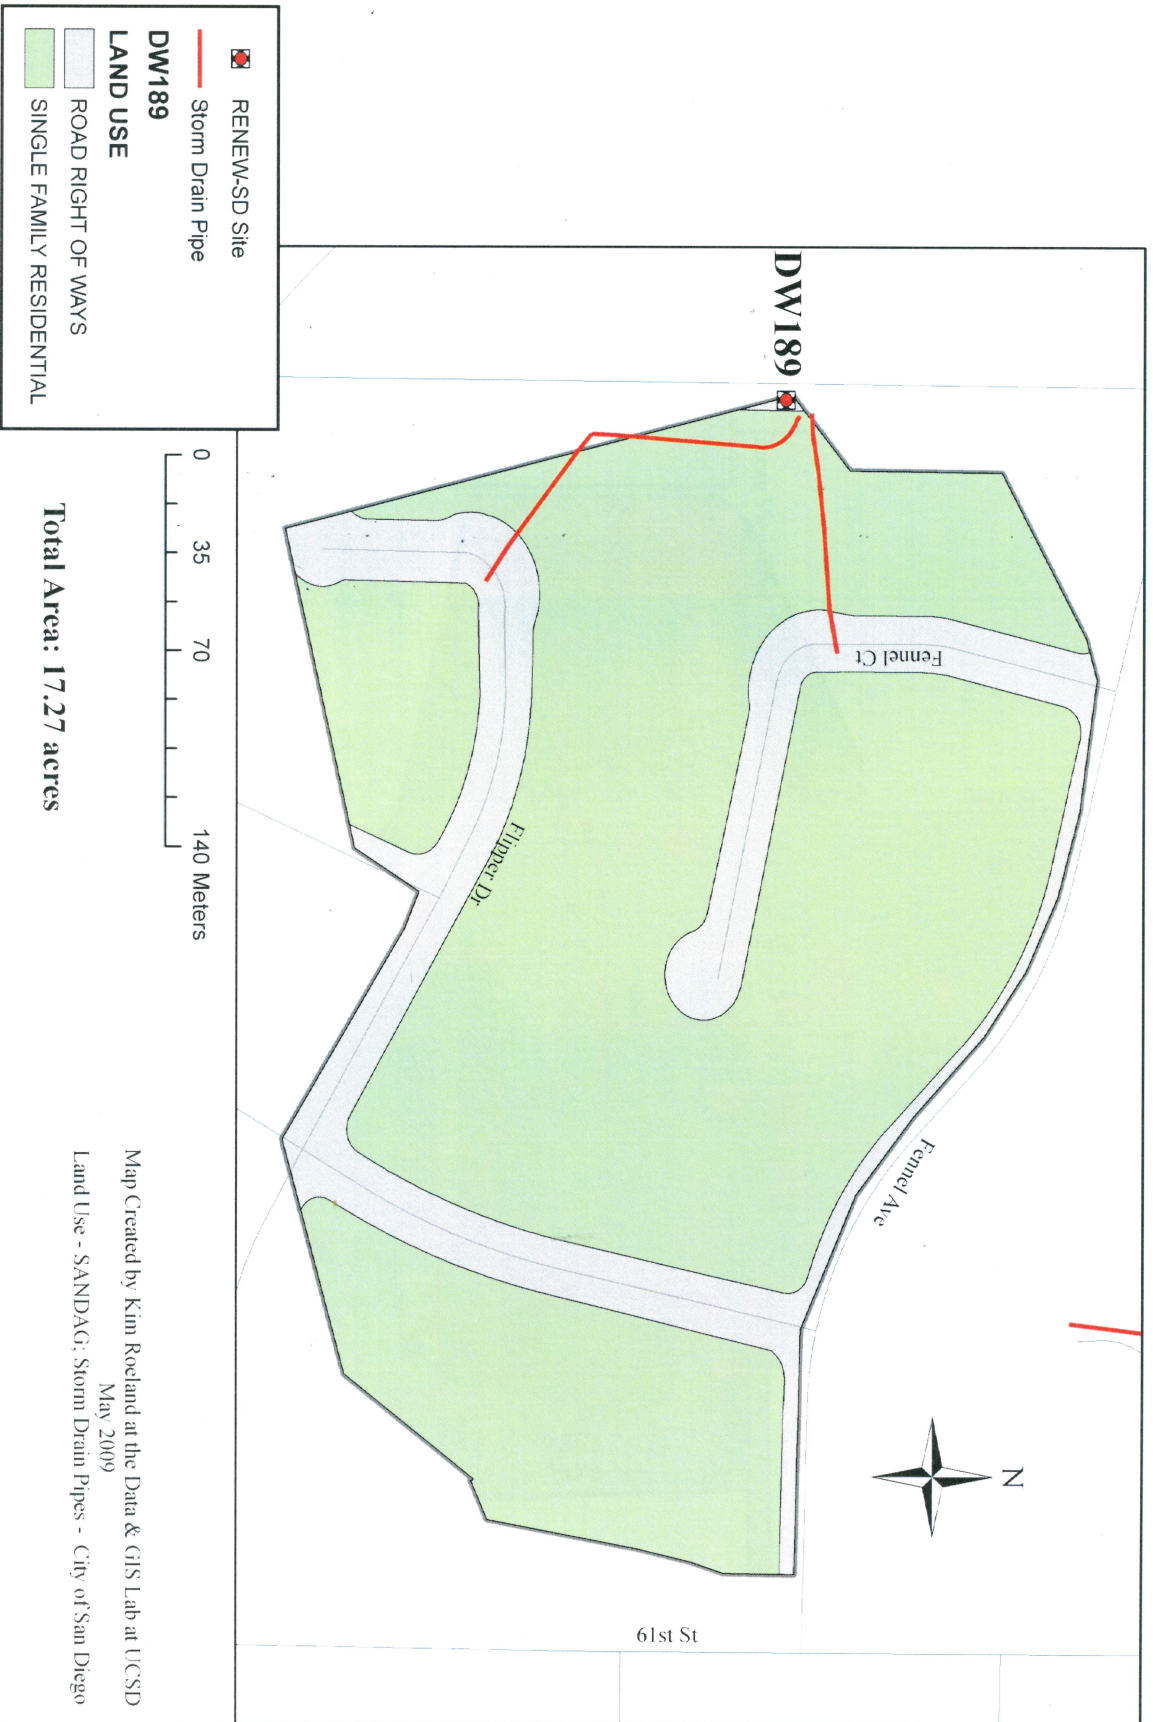 DW189
Fennel Ct
Fennel Ave
Flipper Dr
61st St
N
RENEW-SD Site
Storm Drain Pipe
DW189
LAND USE
ROAD RIGHT OF WAYS
SINGLE FAMILY RESIDENTIAL
0 35 70 140 Meters
Total Area: 17.27 acres
Map Created by Kim Roeland at the Data & GIS Lab at UCSD
May 2009
Land Use - SANDAG; Storm Drain Pipes - City of San Diego